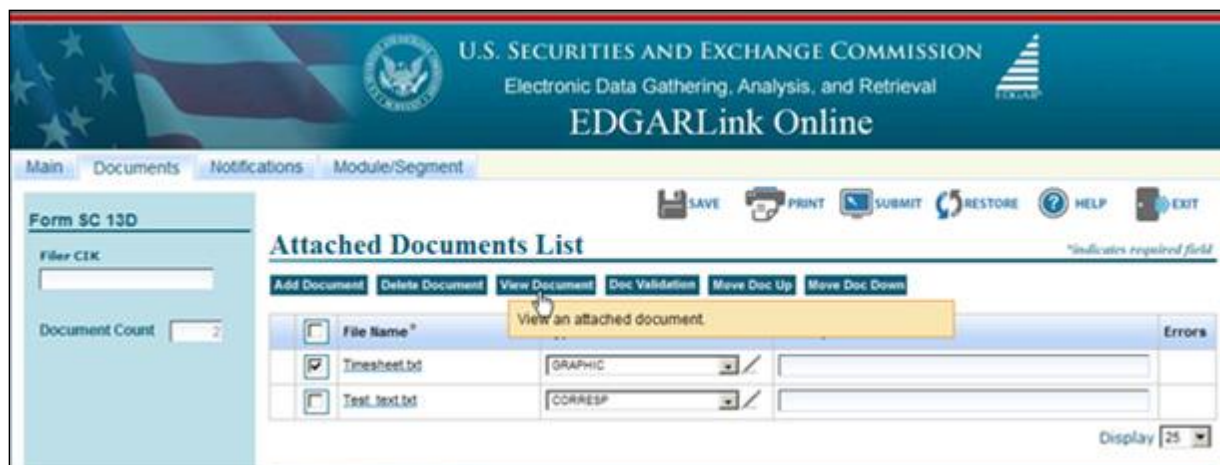 U.S. SECURITIES AND EXCHANGE COMMISSION
Electronic Data Gathering, Analysis, and Retrieval
EDGAR
EDGARLink Online
Main Documents Notifications Module/Segment
SAVE PRINT SUBMIT RESTORE HELP EXIT
Form SC 13D
Attached Documents List
*indicates required field
Filer CIK
Add Document Delete Document View Document Doc Validation Move Doc Up Move Doc Down
View an attached document.
Document Count 2
File Name* Errors
Timesheet.txt GRAPHIC
Test_text.txt CORRESP
Display 25